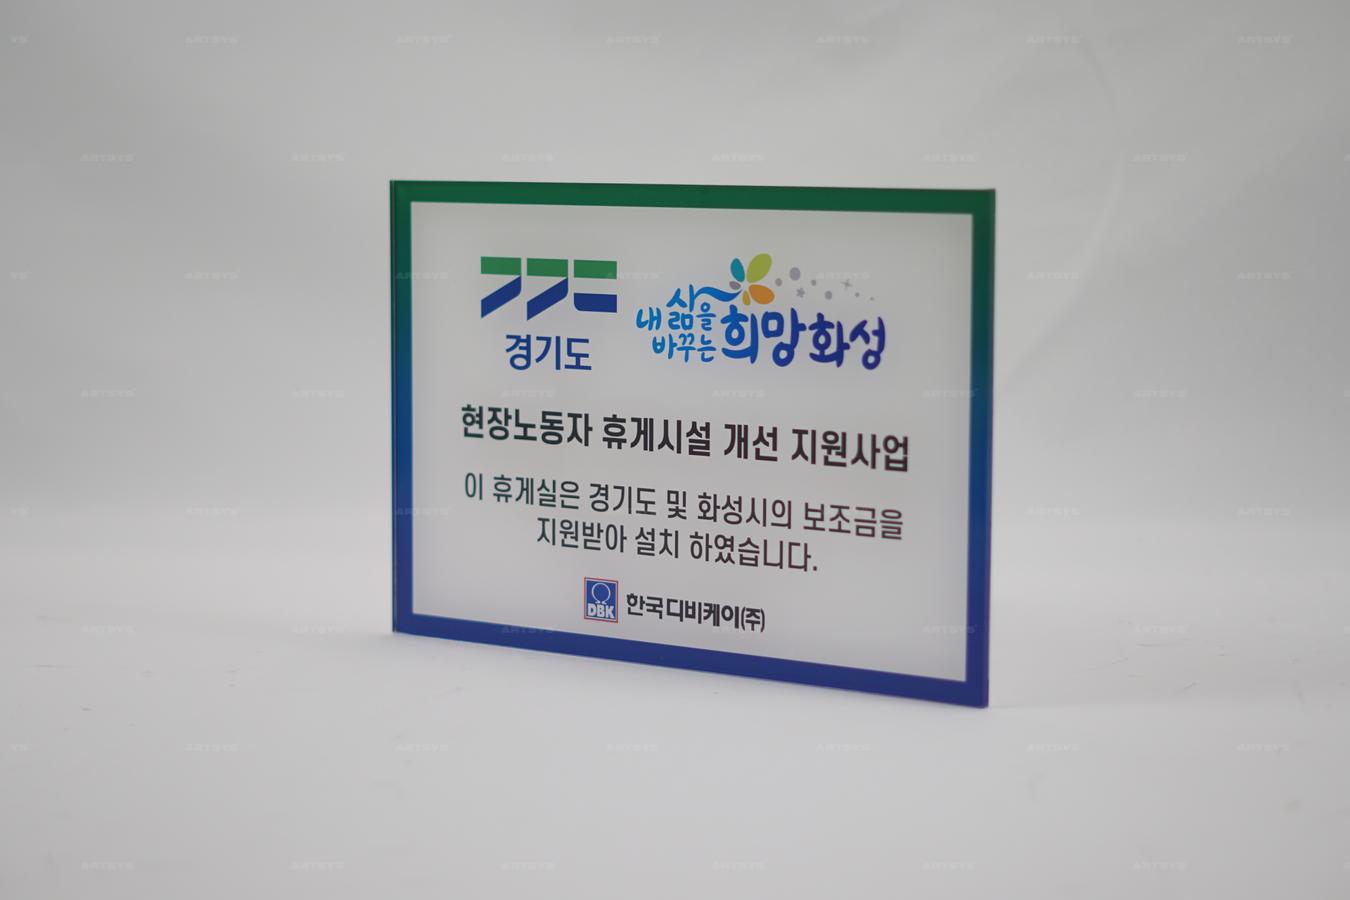 경기도
내 삶을
바꾸는 희망화성
현장노동자 휴게시설 개선 지원사업
이 휴게실은 경기도 및 화성시의 보조금을
지원받아 설치 하였습니다.
DBK 한국디비케이(주)
ARTSYS